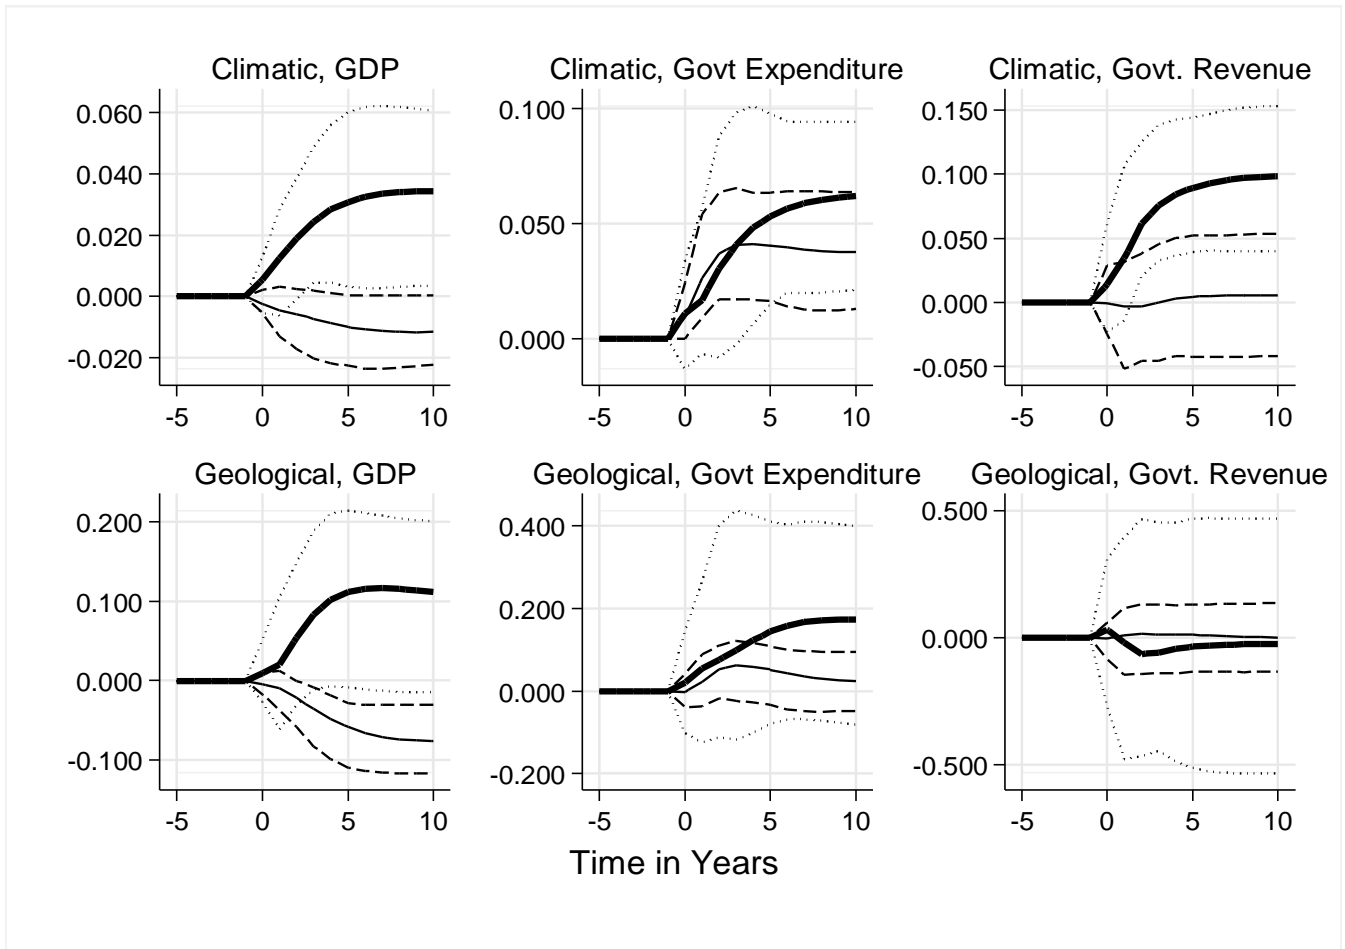 Climatic, GDP
0.060
0.040
0.020
0.000
-0.020
-5 0 5 10
Climatic, Govt Expenditure
0.100
0.050
0.000
-5 0 5 10
Climatic, Govt. Revenue
0.150
0.100
0.050
0.000
-0.050
-5 0 5 10
Geological, GDP
0.200
0.100
0.000
-0.100
-5 0 5 10
Geological, Govt Expenditure
0.400
0.200
0.000
-0.200
-5 0 5 10
Geological, Govt. Revenue
0.500
0.000
-0.500
-5 0 5 10
Time in Years